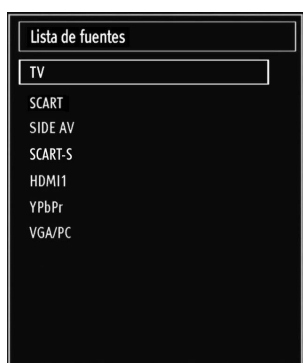 Lista de fuentes
TV
SCART
SIDE AV
SCART-S
HDMI1
YPbPr
VGA/PC